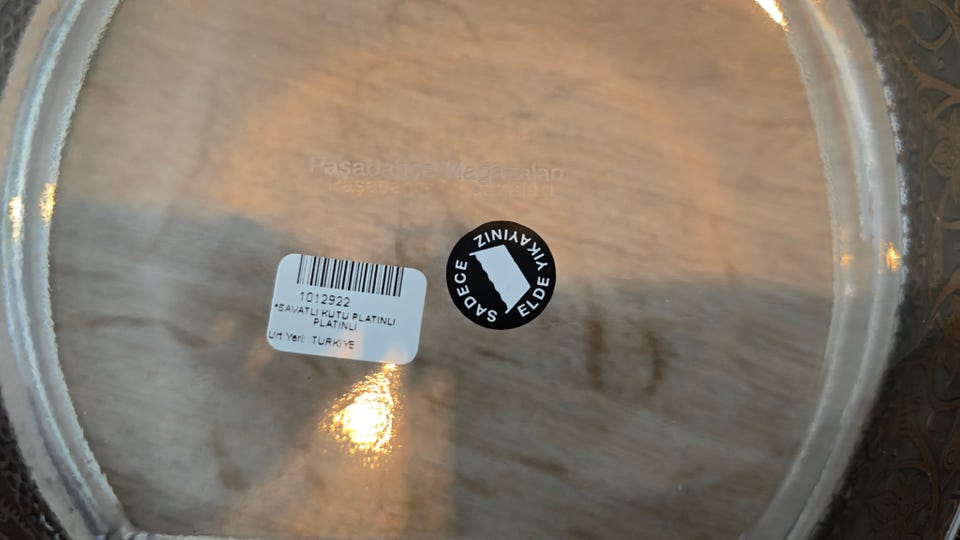 Paşabahçe Mağazaları
1012922
*SAVATLI KUTU PLATINLI
PLATINLI
Urt Yeri: TURKIYE
SADECE ELDE YIKAYINIZ